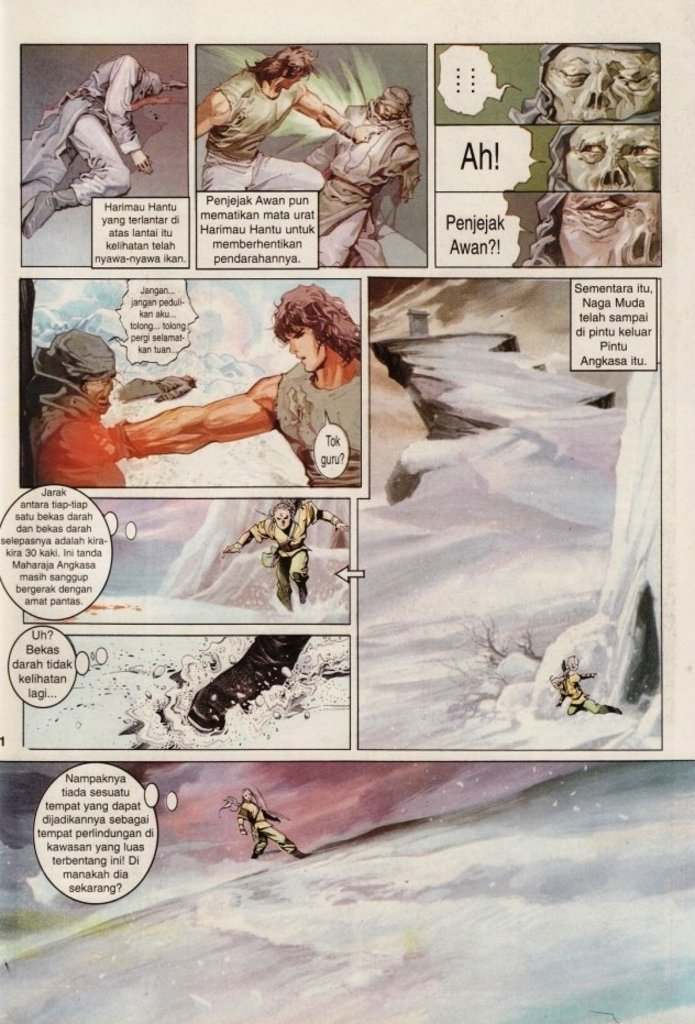 Harimau Hantu
yang terlantar di
atas lantai itu
kelihatan telah
nyawa-nyawa ikan.
Penjejak Awan pun
mematikan mata urat
Harimau Hantu untuk
memberhentikan
pendarahannya.
Ah!
Penjejak
Awan?!
Jangan...
jangan peduli-
kan aku...
tolong... tolong
pergi selamat-
kan tuan...
Tok
guru?
Sementara itu,
Naga Muda
telah sampai
di pintu keluar
Pintu
Angkasa itu.
Jarak
antara tiap-tiap
satu bekas darah
dan bekas darah
selepasnya adalah kira-
kira 30 kaki. Ini tanda
Maharaja Angkasa
masih sanggup
bergerak dengan
amat pantas.
Uh?
Bekas
darah tidak
kelihatan
lagi...
1
Nampaknya
tiada sesuatu
tempat yang dapat
dijadikannya sebagai
tempat perlindungan di
kawasan yang luas
terbentang ini! Di
manakah dia
sekarang?